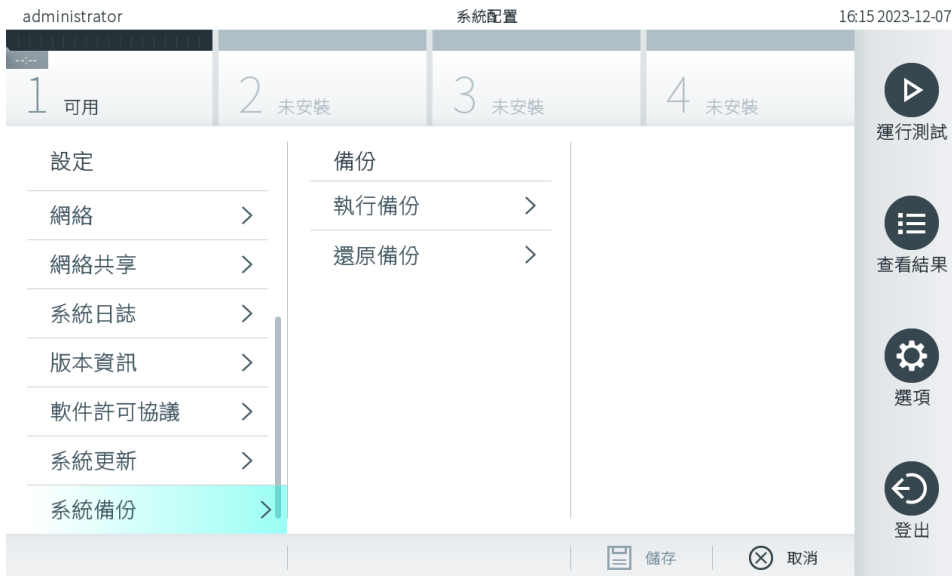 administrator
系統配置
16:15 2023-12-07
--:--
1 可用
2 未安裝
3 未安裝
4 未安裝
運行測試
查看結果
選項
登出
設定
網絡
網絡共享
系統日誌
版本資訊
軟件許可協議
系統更新
系統備份
備份
執行備份
還原備份
儲存
取消